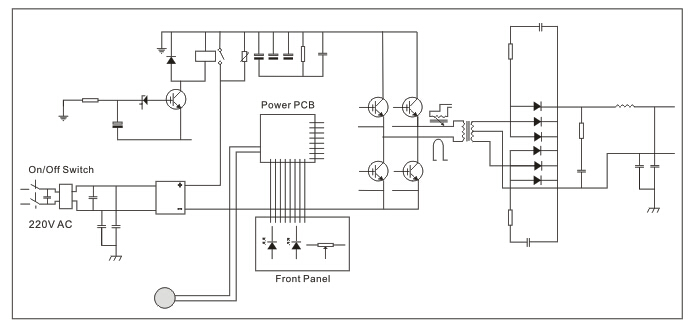 Power PCB
On/Off Switch
220V AC
+
−
Front Panel